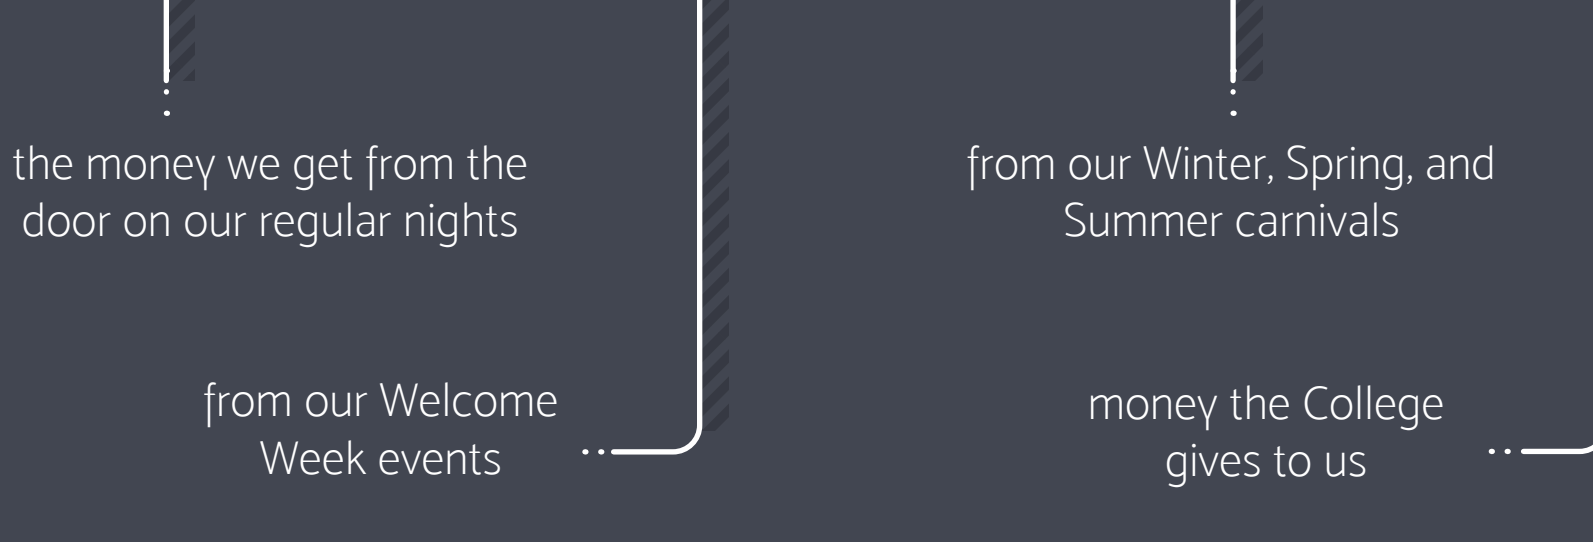 the money we get from the
door on our regular nights
from our Welcome
Week events
from our Winter, Spring, and
Summer carnivals
money the College
gives to us